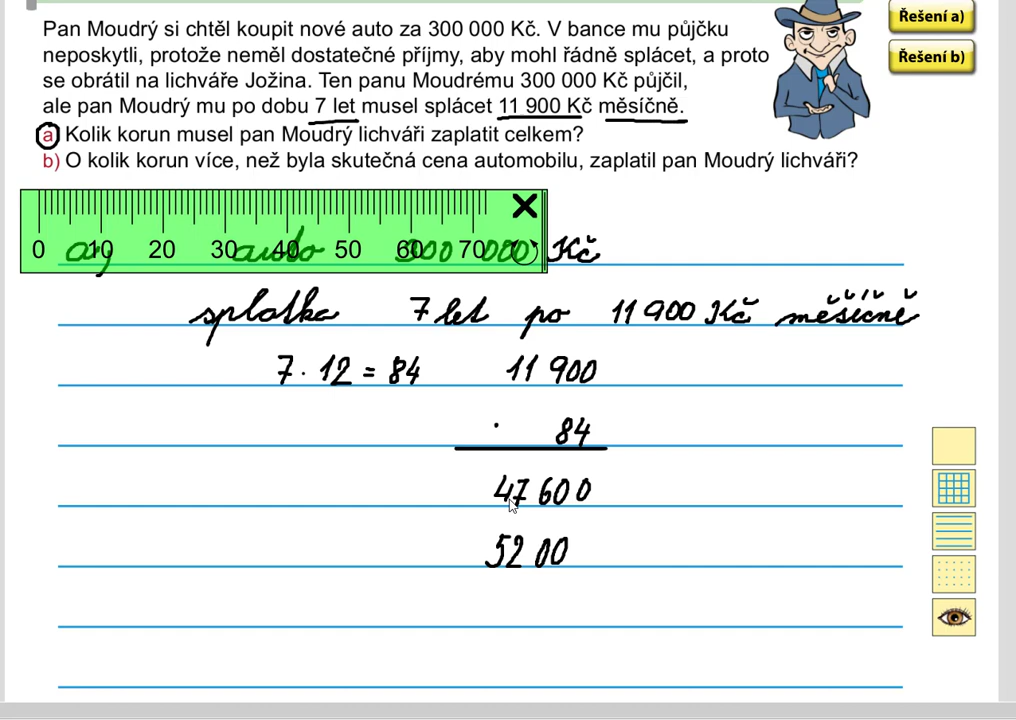 Pan Moudrý si chtěl koupit nové auto za 300 000 Kč. V bance mu půjčku
neposkytli, protože neměl dostatečné příjmy, aby mohl řádně splácet, a proto
se obrátil na lichváře Jožina. Ten panu Moudrému 300 000 Kč půjčil,
ale pan Moudrý mu po dobu 7 let musel splácet 11 900 Kč měsíčně.
a) Kolik korun musel pan Moudrý lichváři zaplatit celkem?
b) O kolik korun více, než byla skutečná cena automobilu, zaplatil pan Moudrý lichváři?
Řešení a)
Řešení b)
0 10 20 30 40 50 60 70
a) auto 300 000 Kč
splatka 7 let po 11 900 Kč měšíčně
7 · 12 = 84 11 900
· 84
47 600
52 00